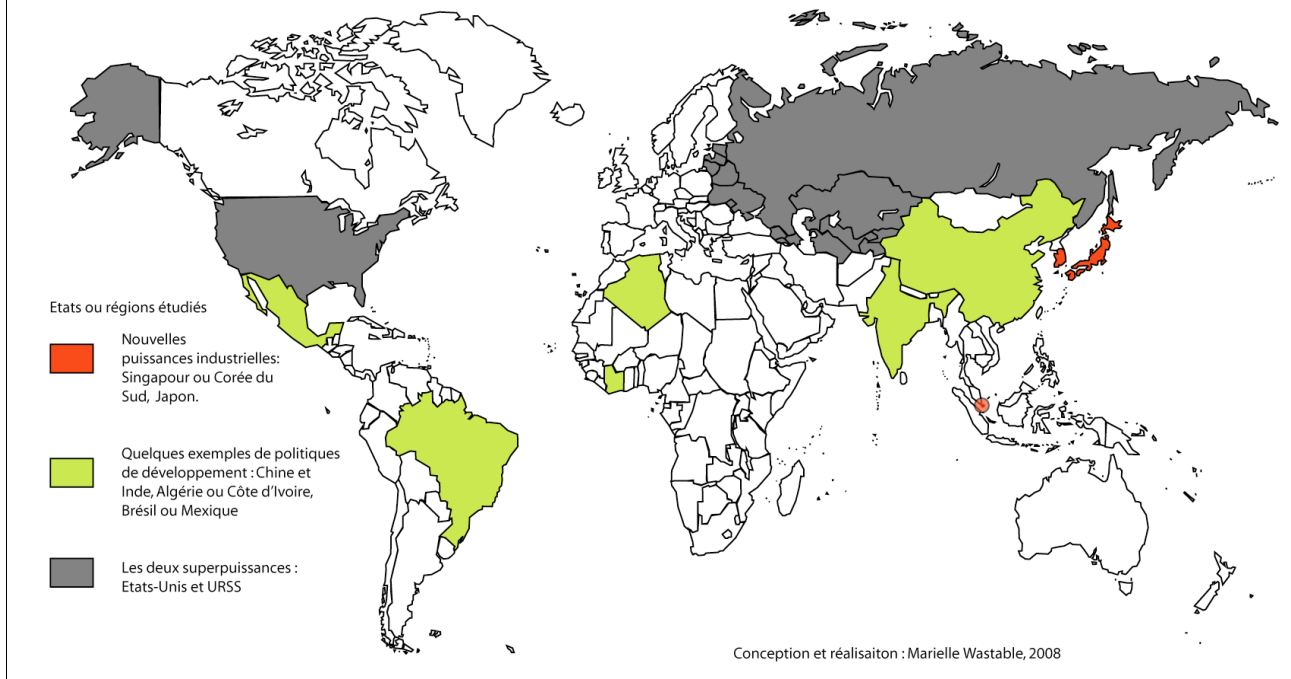 Etats ou régions étudiés
Nouvelles
puissances industrielles:
Singapour ou Corée du
Sud, Japon.
Quelques exemples de politiques
de développement : Chine et
Inde, Algérie ou Côte d'Ivoire,
Brésil ou Mexique
Les deux superpuissances :
Etats-Unis et URSS
Conception et réalisaiton : Marielle Wastable, 2008